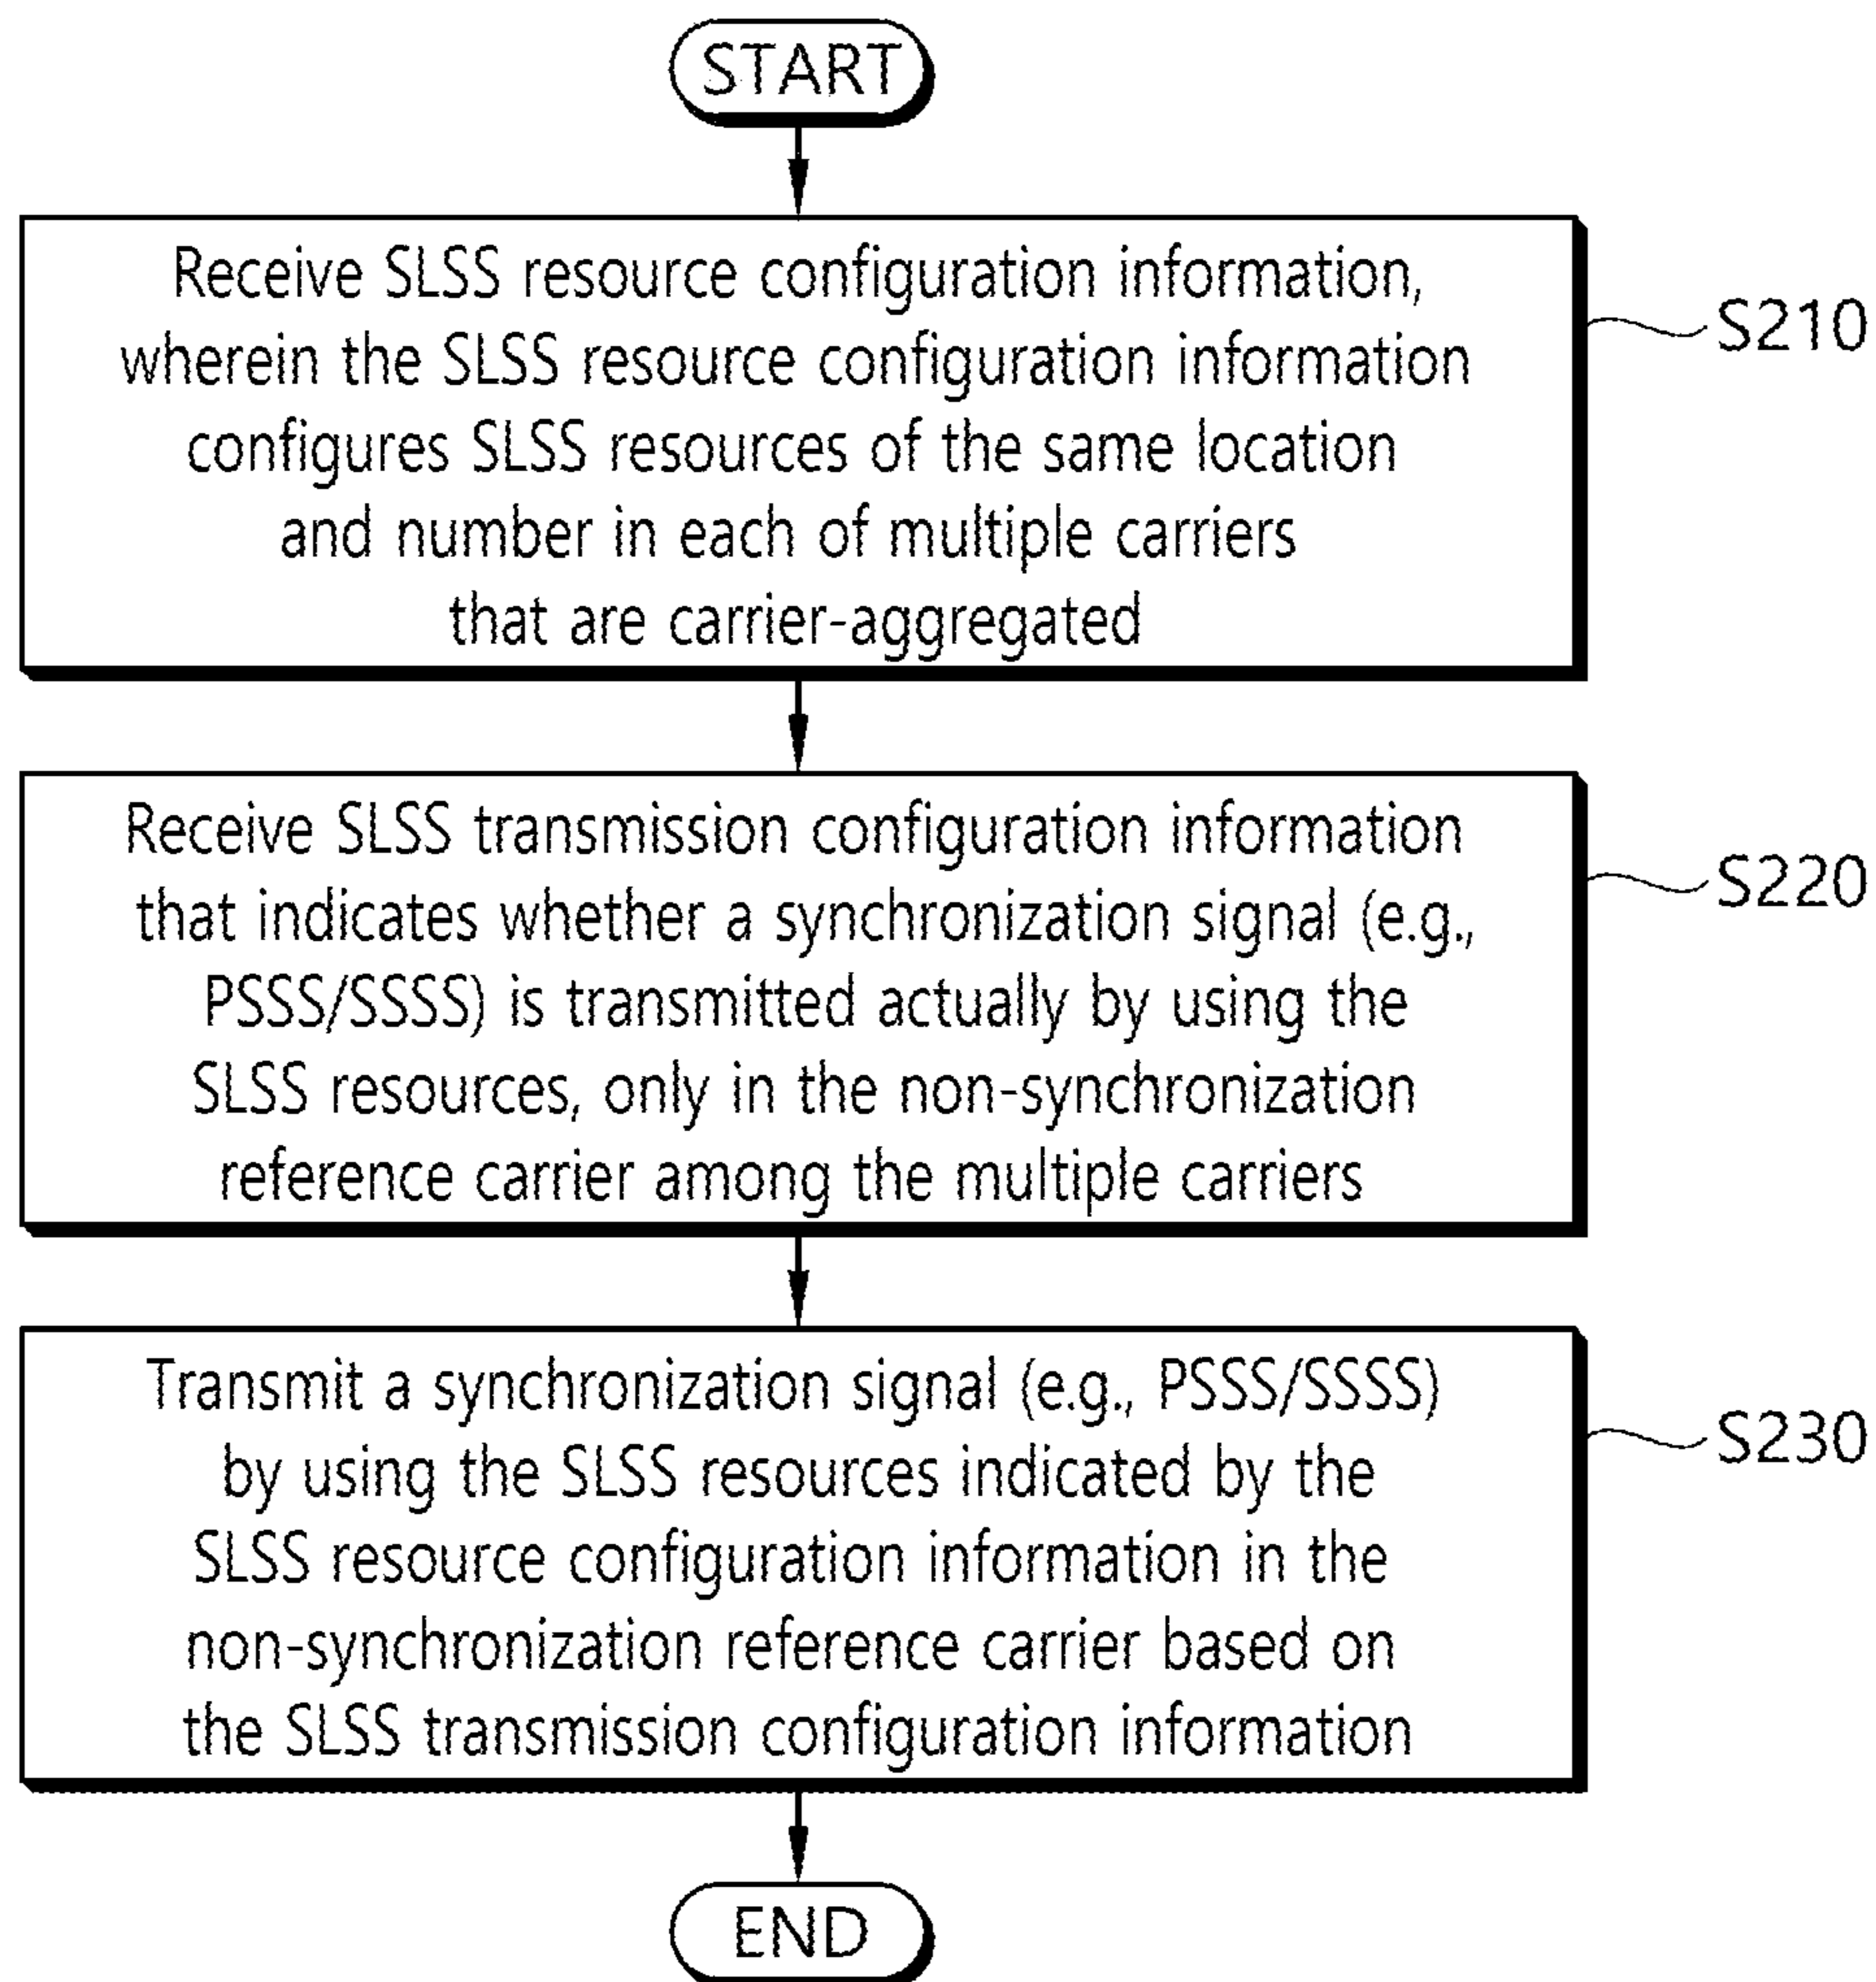 START
Receive SLSS resource configuration information,
wherein the SLSS resource configuration information
configures SLSS resources of the same location
and number in each of multiple carriers
that are carrier-aggregated
S210
Receive SLSS transmission configuration information
that indicates whether a synchronization signal (e.g.,
PSSS/SSSS) is transmitted actually by using the
SLSS resources, only in the non-synchronization
reference carrier among the multiple carriers
S220
Transmit a synchronization signal (e.g., PSSS/SSSS)
by using the SLSS resources indicated by the
SLSS resource configuration information in the
non-synchronization reference carrier based on
the SLSS transmission configuration information
S230
END